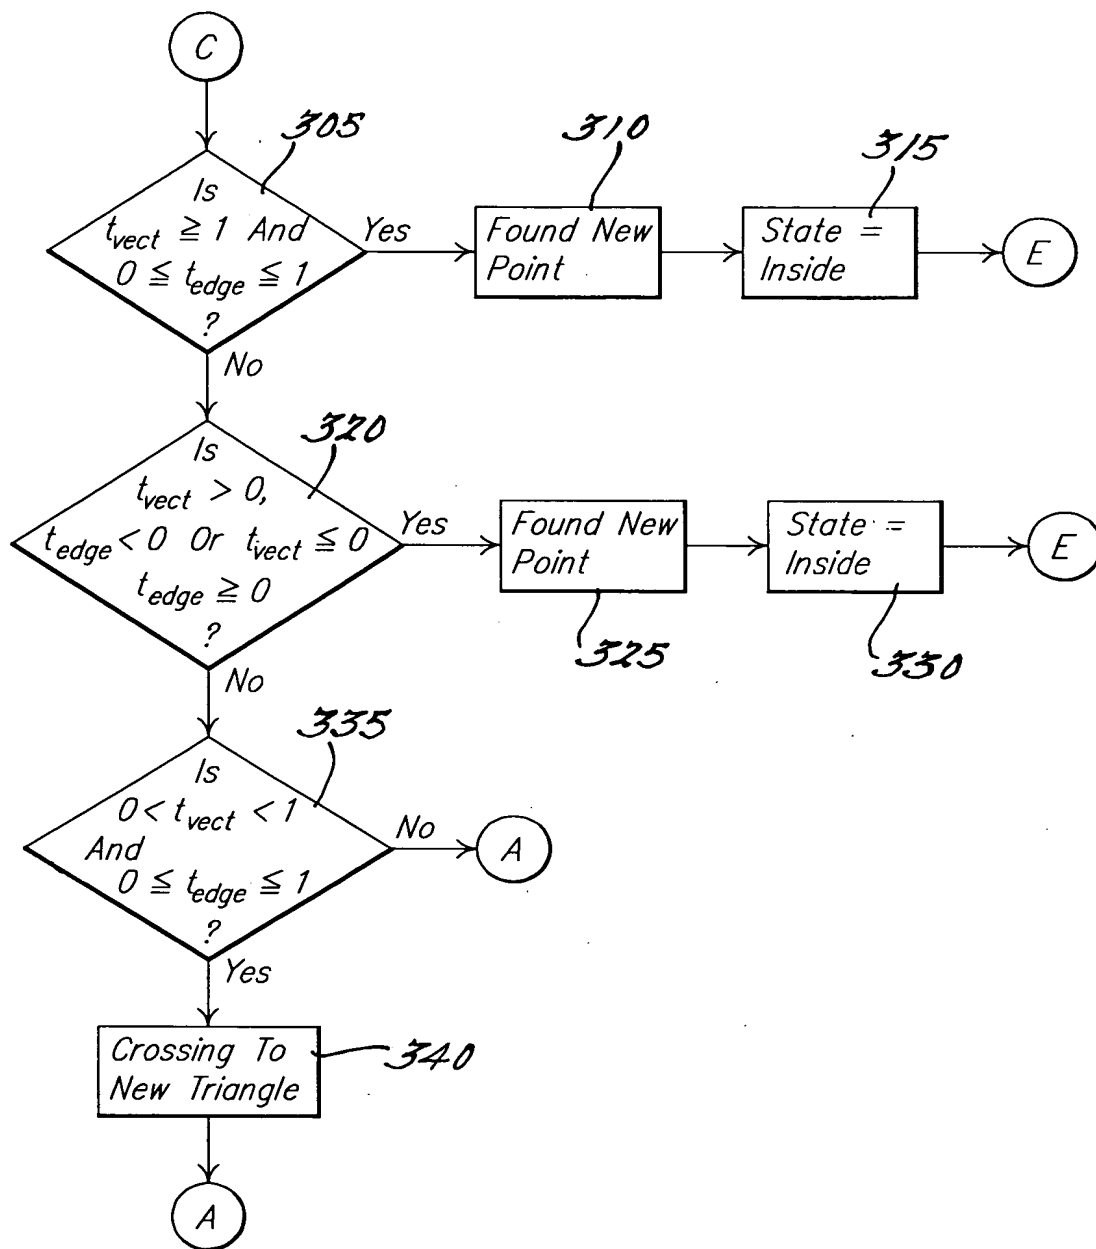 C
305
Is
t_vect ≧ 1 And
0 ≦ t_edge ≦ 1
?
Yes
310
Found New
Point
315
State =
Inside
E
No
320
Is
t_vect > 0,
t_edge < 0 Or t_vect ≦ 0
t_edge ≧ 0
?
Yes
Found New
Point
325
State =
Inside
330
E
No
335
Is
0 < t_vect < 1
And
0 ≦ t_edge ≦ 1
?
No
A
Yes
Crossing To
New Triangle
340
A